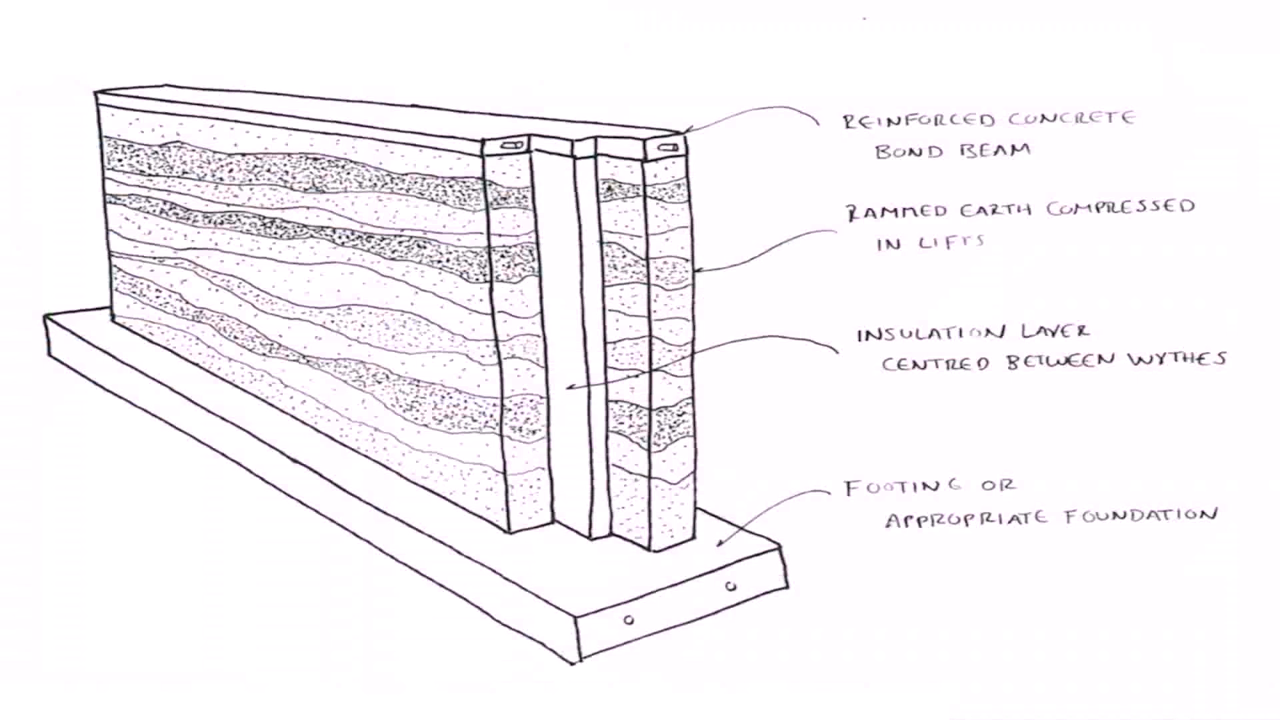 REINFORCED CONCRETE
BOND BEAM
RAMMED EARTH COMPRESSED
IN LIFTS
INSULATION LAYER
CENTRED BETWEEN WYTHES
FOOTING OR
APPROPRIATE FOUNDATION